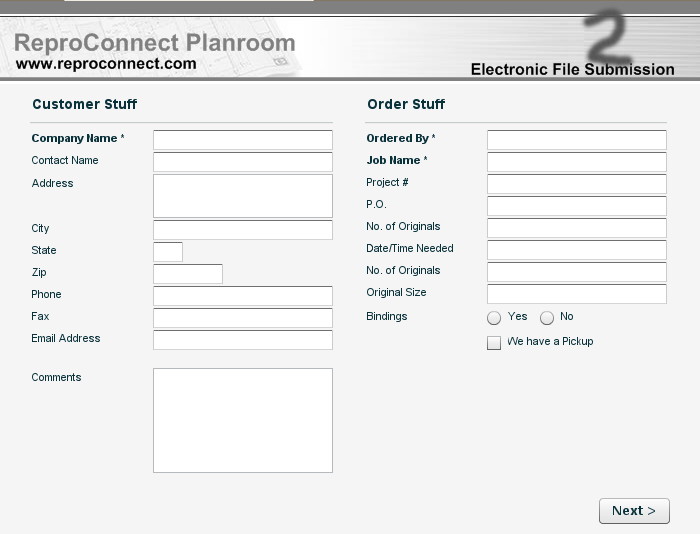 ReproConnect Planroom
www.reproconnect.com
2
Electronic File Submission
Customer Stuff
Company Name *
Contact Name
Address
City
State
Zip
Phone
Fax
Email Address
Comments
Order Stuff
Ordered By *
Job Name *
Project #
P.O.
No. of Originals
Date/Time Needed
No. of Originals
Original Size
Bindings
Yes No
We have a Pickup
Next >